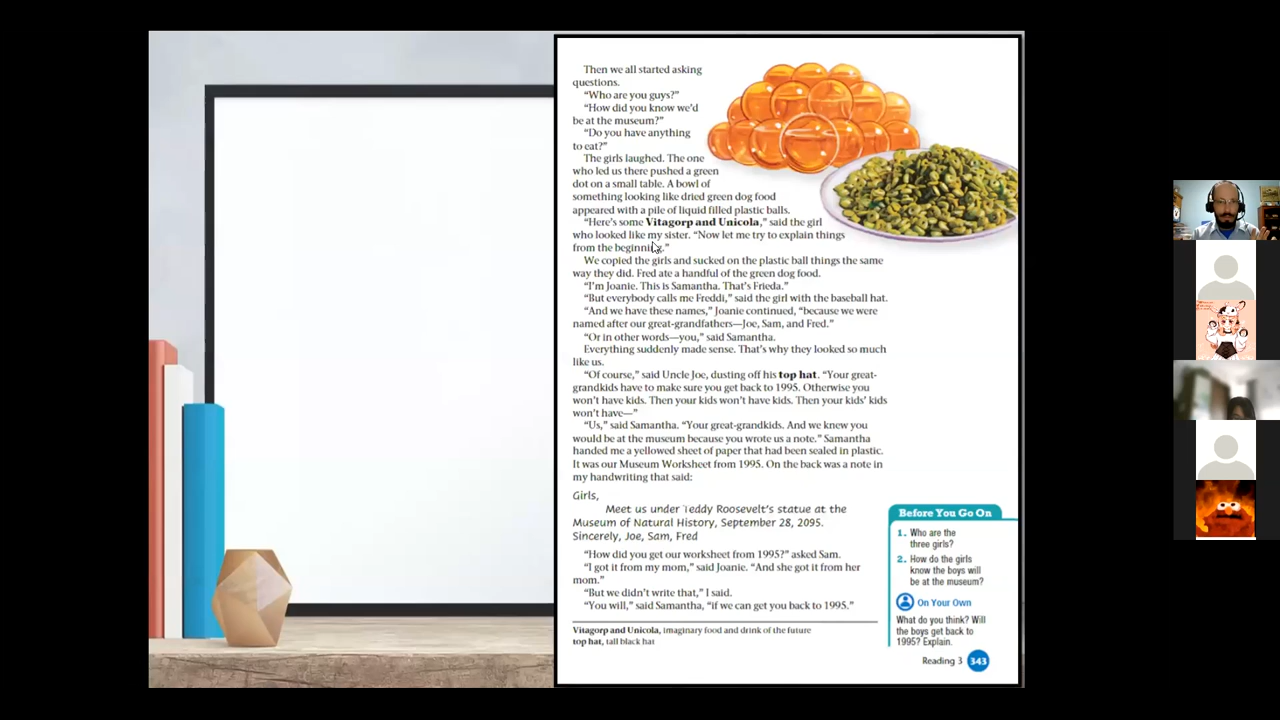 Then we all started asking
questions.
“Who are you guys?”
“How did you know we’d
be at the museum?”
“Do you have anything
to eat?”
The girls laughed. The one
who led us there pushed a green
dot on a small table. A bowl of
something looking like dried green dog food
appeared with a pile of liquid filled plastic balls.
“Here’s some Vitagorp and Unicola,” said the girl
who looked like my sister. “Now let me try to explain things
from the beginning.”
We copied the girls and sucked on the plastic ball things the same
way they did. Fred ate a handful of the green dog food.
“I’m Joanie. This is Samantha. That’s Frieda.”
“But everybody calls me Freddi,” said the girl with the baseball hat.
“And we have these names,” Joanie continued, “because we were
named after our great-grandfathers—Joe, Sam, and Fred.”
“Or in other words—you,” said Samantha.
Everything suddenly made sense. That’s why they looked so much
like us.
“Of course,” said Uncle Joe, dusting off his top hat. “Your great-
grandkids have to make sure you get back to 1995. Otherwise you
won’t have kids. Then your kids won’t have kids. Then your kids’ kids
won’t have—”
“Us,” said Samantha. “Your great-grandkids. And we knew you
would be at the museum because you wrote us a note.” Samantha
handed me a yellowed sheet of paper that had been sealed in plastic.
It was our Museum Worksheet from 1995. On the back was a note in
my handwriting that said:
Girls,
Meet us under Teddy Roosevelt’s statue at the
Museum of Natural History, September 28, 2095.
Sincerely, Joe, Sam, Fred
“How did you get our worksheet from 1995?” asked Sam.
“I got it from my mom,” said Joanie. “And she got it from her
mom.”
“But we didn’t write that,” I said.
“You will,” said Samantha, “if we can get you back to 1995.”
Vitagorp and Unicola, imaginary food and drink of the future
top hat, tall black hat
Before You Go On
1. Who are the
three girls?
2. How do the girls
know the boys will
be at the museum?
On Your Own
What do you think? Will
the boys get back to
1995? Explain.
Reading 3 343